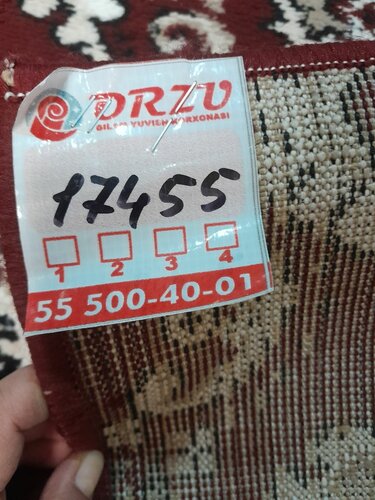 ORZU
GILAM YUVISH KORXONASI
17455
1 2 3 4
55 500-40-01